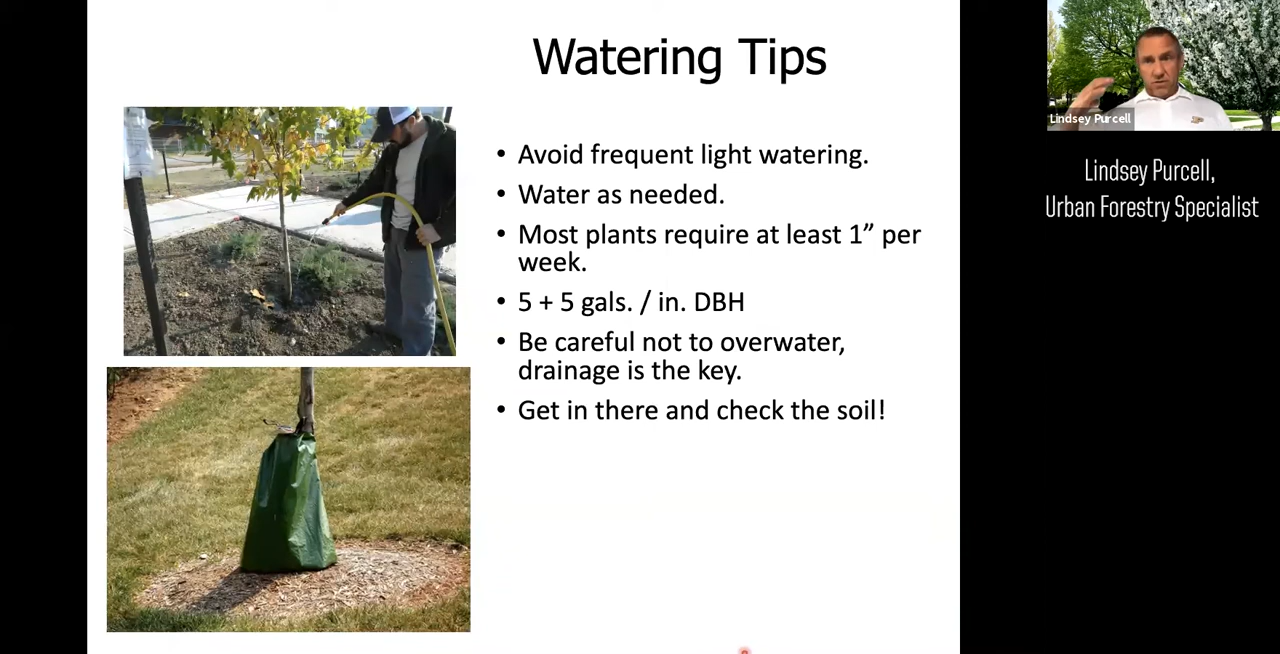 Watering Tips
• Avoid frequent light watering.
• Water as needed.
• Most plants require at least 1” per
week.
• 5 + 5 gals. / in. DBH
• Be careful not to overwater,
drainage is the key.
• Get in there and check the soil!
Lindsey Purcell
Lindsey Purcell,
Urban Forestry Specialist